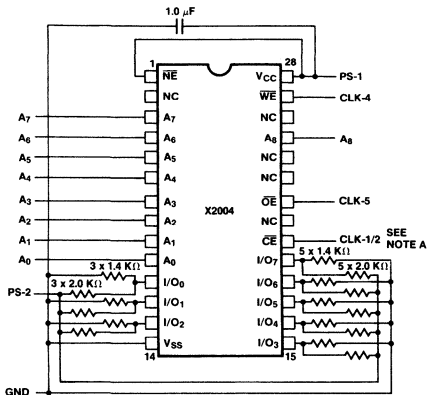 1.0 μF
1
28
NE
VCC
PS-1
NC
WE
CLK-4
A7
A7
NC
A6
A6
A8
A8
A5
A5
NC
A4
A4
NC
A3
A3
OE
CLK-5
X2004
A2
A2
NC
A1
A1
CE
CLK-1/2
SEE
NOTE A
A0
A0
I/O7
5 x 1.4 KΩ
3 x 1.4 KΩ
5 x 2.0 KΩ
3 x 2.0 KΩ
I/O0
I/O6
PS-2
I/O1
I/O5
I/O2
I/O4
VSS
I/O3
14
15
GND